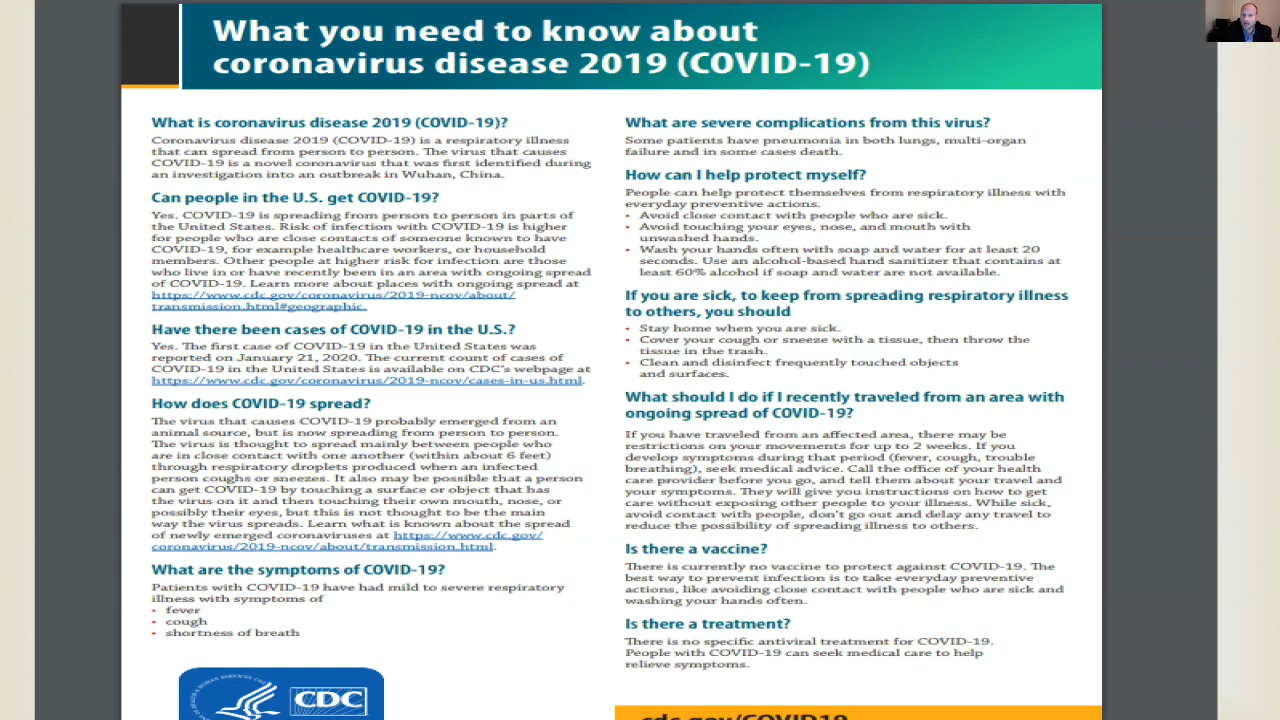 What you need to know about
coronavirus disease 2019 (COVID-19)
What is coronavirus disease 2019 (COVID-19)?
Coronavirus disease 2019 (COVID-19) is a respiratory illness
that can spread from person to person. The virus that causes
COVID-19 is a novel coronavirus that was first identified during
an investigation into an outbreak in Wuhan, China.
Can people in the U.S. get COVID-19?
Yes. COVID-19 is spreading from person to person in parts of
the United States. Risk of infection with COVID-19 is higher
for people who are close contacts of someone known to have
COVID-19, for example healthcare workers, or household
members. Other people at higher risk for infection are those
who live in or have recently been in an area with ongoing spread
of COVID-19. Learn more about places with ongoing spread at
https://www.cdc.gov/coronavirus/2019-ncov/about/
transmission.html#geographic.
Have there been cases of COVID-19 in the U.S.?
Yes. The first case of COVID-19 in the United States was
reported on January 21, 2020. The current count of cases of
COVID-19 in the United States is available on CDC's webpage at
https://www.cdc.gov/coronavirus/2019-ncov/cases-in-us.html.
How does COVID-19 spread?
The virus that causes COVID-19 probably emerged from an
animal source, but is now spreading from person to person.
The virus is thought to spread mainly between people who
are in close contact with one another (within about 6 feet)
through respiratory droplets produced when an infected
person coughs or sneezes. It also may be possible that a person
can get COVID-19 by touching a surface or object that has
the virus on it and then touching their own mouth, nose, or
possibly their eyes, but this is not thought to be the main
way the virus spreads. Learn what is known about the spread
of newly emerged coronaviruses at https://www.cdc.gov/
coronavirus/2019-ncov/about/transmission.html.
What are the symptoms of COVID-19?
Patients with COVID-19 have had mild to severe respiratory
illness with symptoms of
• fever
• cough
• shortness of breath
CDC
What are severe complications from this virus?
Some patients have pneumonia in both lungs, multi-organ
failure and in some cases death.
How can I help protect myself?
People can help protect themselves from respiratory illness with
everyday preventive actions.
• Avoid close contact with people who are sick.
• Avoid touching your eyes, nose, and mouth with
unwashed hands.
• Wash your hands often with soap and water for at least 20
seconds. Use an alcohol-based hand sanitizer that contains at
least 60% alcohol if soap and water are not available.
If you are sick, to keep from spreading respiratory illness
to others, you should
• Stay home when you are sick.
• Cover your cough or sneeze with a tissue, then throw the
tissue in the trash.
• Clean and disinfect frequently touched objects
and surfaces.
What should I do if I recently traveled from an area with
ongoing spread of COVID-19?
If you have traveled from an affected area, there may be
restrictions on your movements for up to 2 weeks. If you
develop symptoms during that period (fever, cough, trouble
breathing), seek medical advice. Call the office of your health
care provider before you go, and tell them about your travel and
your symptoms. They will give you instructions on how to get
care without exposing other people to your illness. While sick,
avoid contact with people, don't go out and delay any travel to
reduce the possibility of spreading illness to others.
Is there a vaccine?
There is currently no vaccine to protect against COVID-19. The
best way to prevent infection is to take everyday preventive
actions, like avoiding close contact with people who are sick and
washing your hands often.
Is there a treatment?
There is no specific antiviral treatment for COVID-19.
People with COVID-19 can seek medical care to help
relieve symptoms.
cdc.gov/COVID19